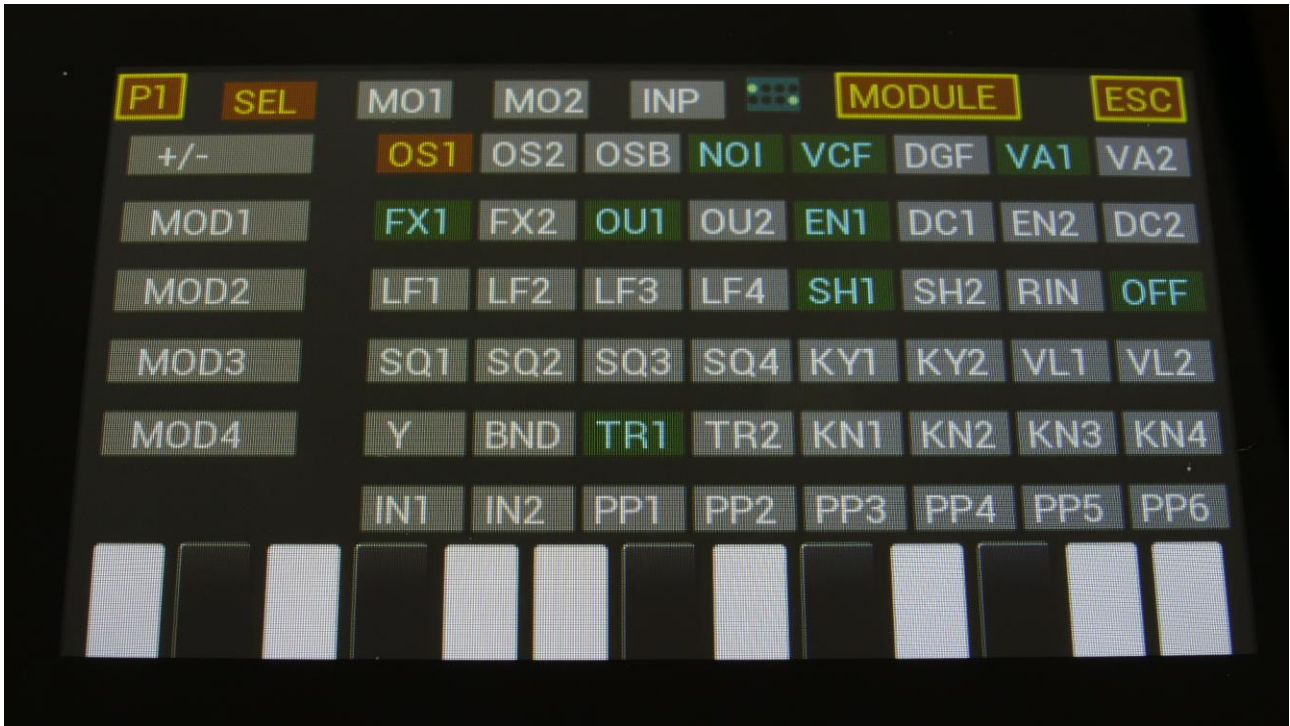 P1 SEL MO1 MO2 INP MODULE ESC
+/- OS1 OS2 OSB NOI VCF DGF VA1 VA2
MOD1 FX1 FX2 OU1 OU2 EN1 DC1 EN2 DC2
MOD2 LF1 LF2 LF3 LF4 SH1 SH2 RIN OFF
MOD3 SQ1 SQ2 SQ3 SQ4 KY1 KY2 VL1 VL2
MOD4 Y BND TR1 TR2 KN1 KN2 KN3 KN4
IN1 IN2 PP1 PP2 PP3 PP4 PP5 PP6